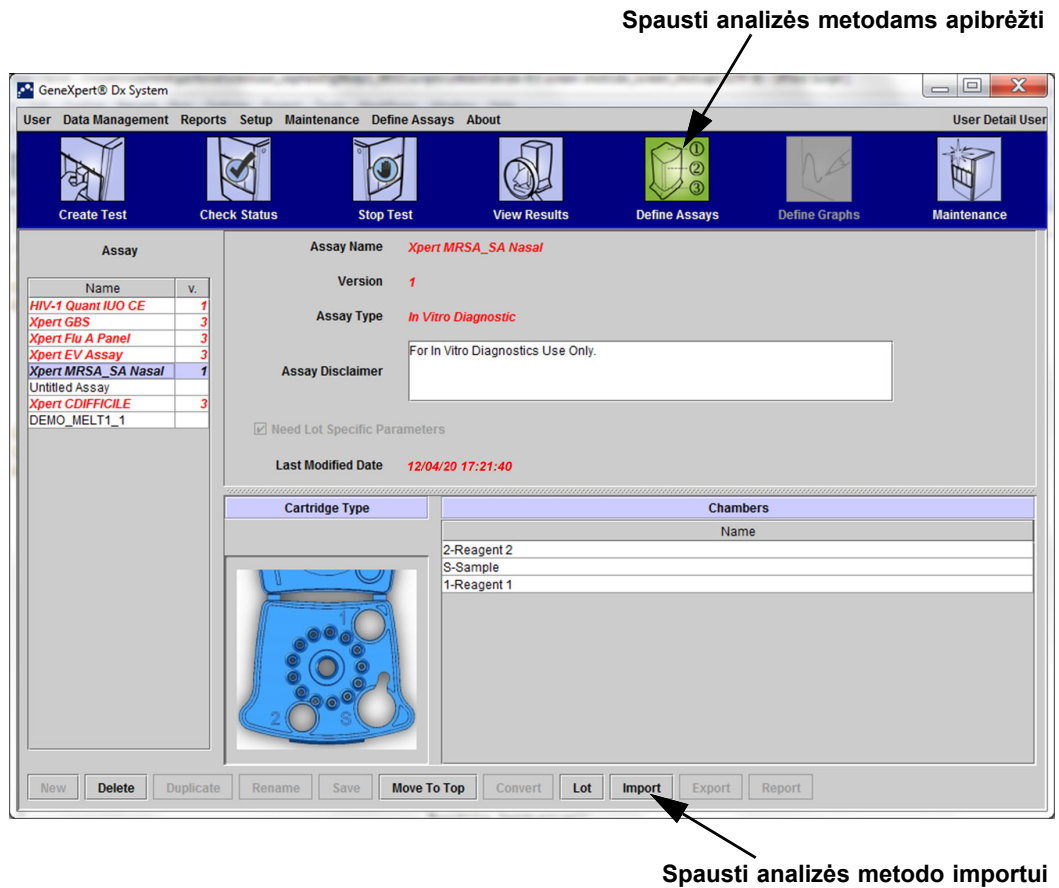 Spausti analizės metodams apibrėžti
GeneXpert® Dx System
User Data Management Reports Setup Maintenance Define Assays About User Detail User
Create Test Check Status Stop Test View Results Define Assays Define Graphs Maintenance
1
2
3
Assay
Name v.
HIV-1 Quant IUO CE 1
Xpert GBS 3
Xpert Flu A Panel 3
Xpert EV Assay 3
Xpert MRSA_SA Nasal 1
Untitled Assay
Xpert CDIFFICILE 3
DEMO_MELT1_1
Assay Name Xpert MRSA_SA Nasal
Version 1
Assay Type In Vitro Diagnostic
Assay Disclaimer For In Vitro Diagnostics Use Only.
Need Lot Specific Parameters
Last Modified Date 12/04/20 17:21:40
Cartridge Type
1
2 S
Chambers
Name
2-Reagent 2
S-Sample
1-Reagent 1
New Delete Duplicate Rename Save Move To Top Convert Lot Import Export Report
Spausti analizės metodo importui